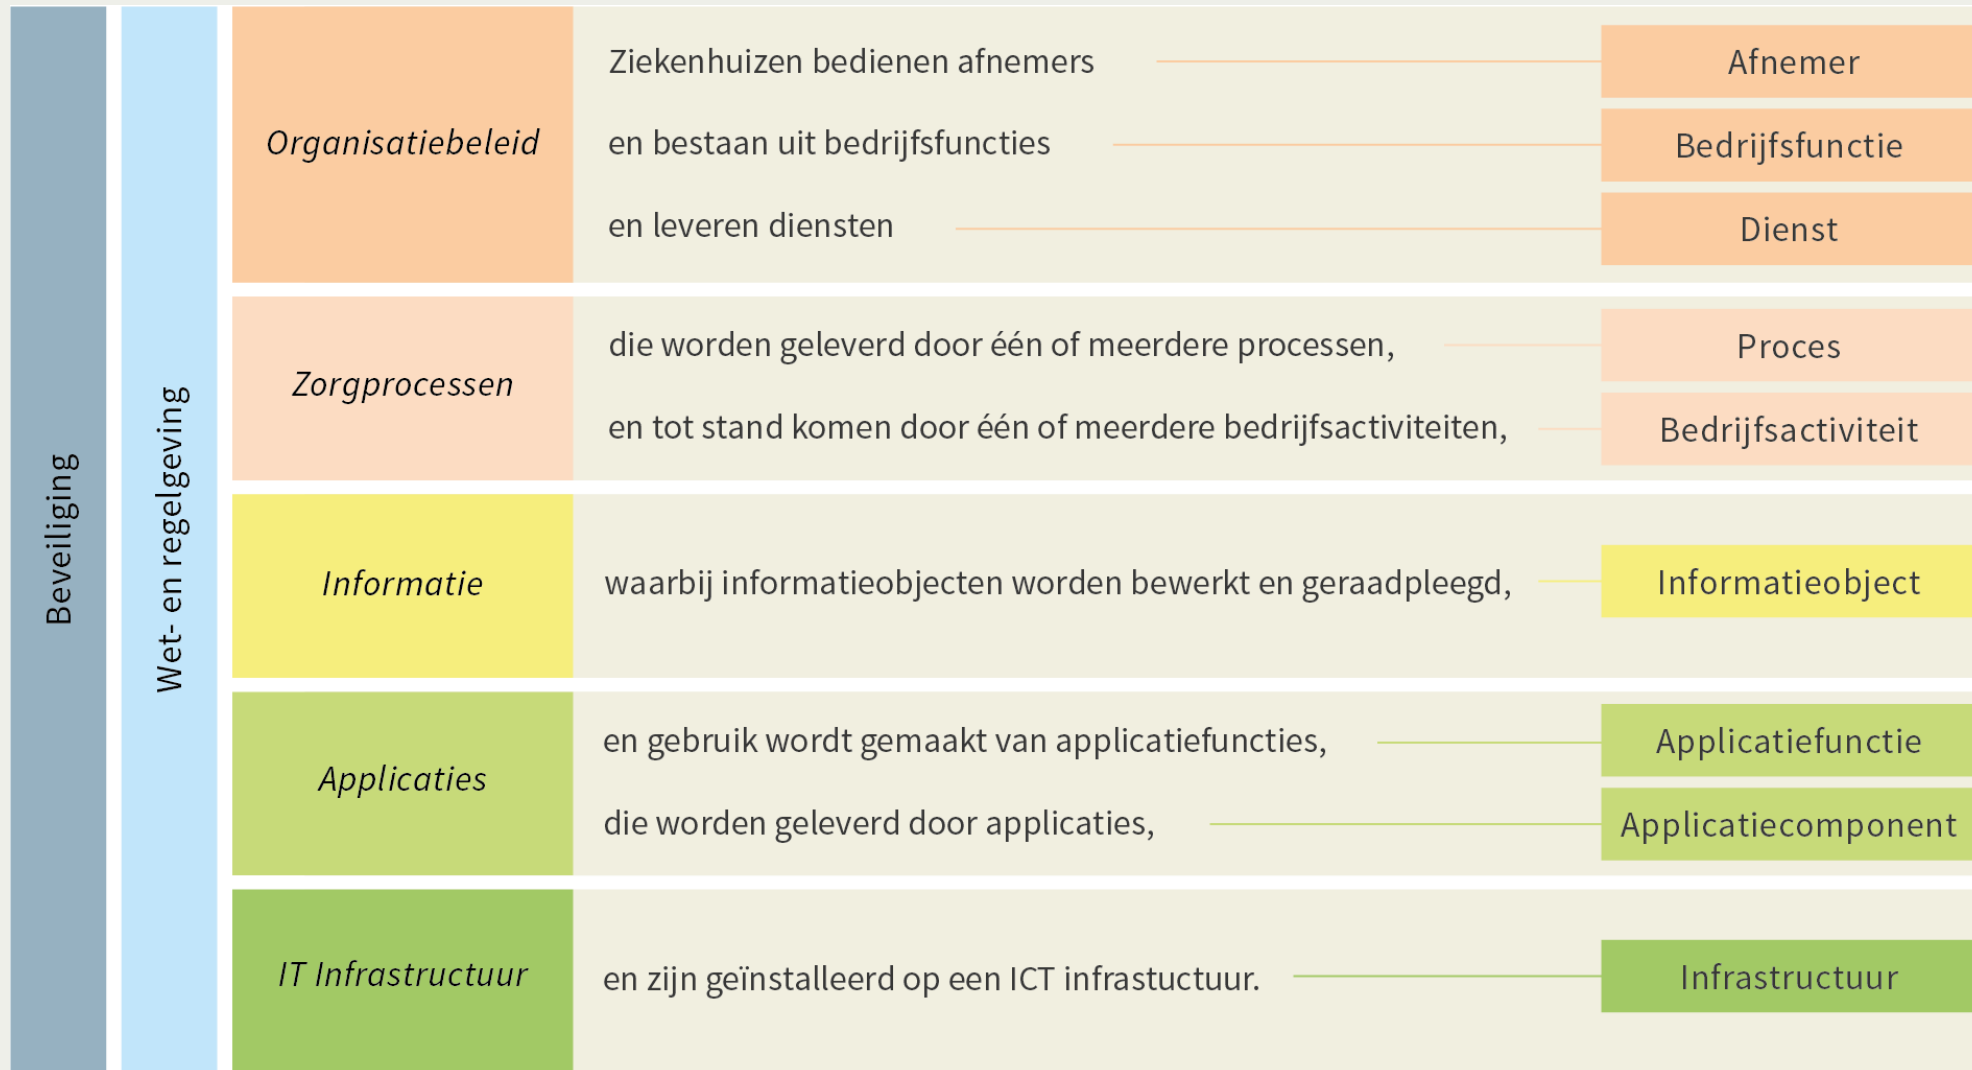 Beveiliging
Wet- en regelgeving
Organisatiebeleid
Ziekenhuizen bedienen afnemers
Afnemer
en bestaan uit bedrijfsfuncties
Bedrijfsfunctie
en leveren diensten
Dienst
Zorgprocessen
die worden geleverd door één of meerdere processen,
Proces
en tot stand komen door één of meerdere bedrijfsactiviteiten,
Bedrijfsactiviteit
Informatie
waarbij informatieobjecten worden bewerkt en geraadpleegd,
Informatieobject
Applicaties
en gebruik wordt gemaakt van applicatiefuncties,
Applicatiefunctie
die worden geleverd door applicaties,
Applicatiecomponent
IT Infrastructuur
en zijn geïnstalleerd op een ICT infrastuctuur.
Infrastructuur